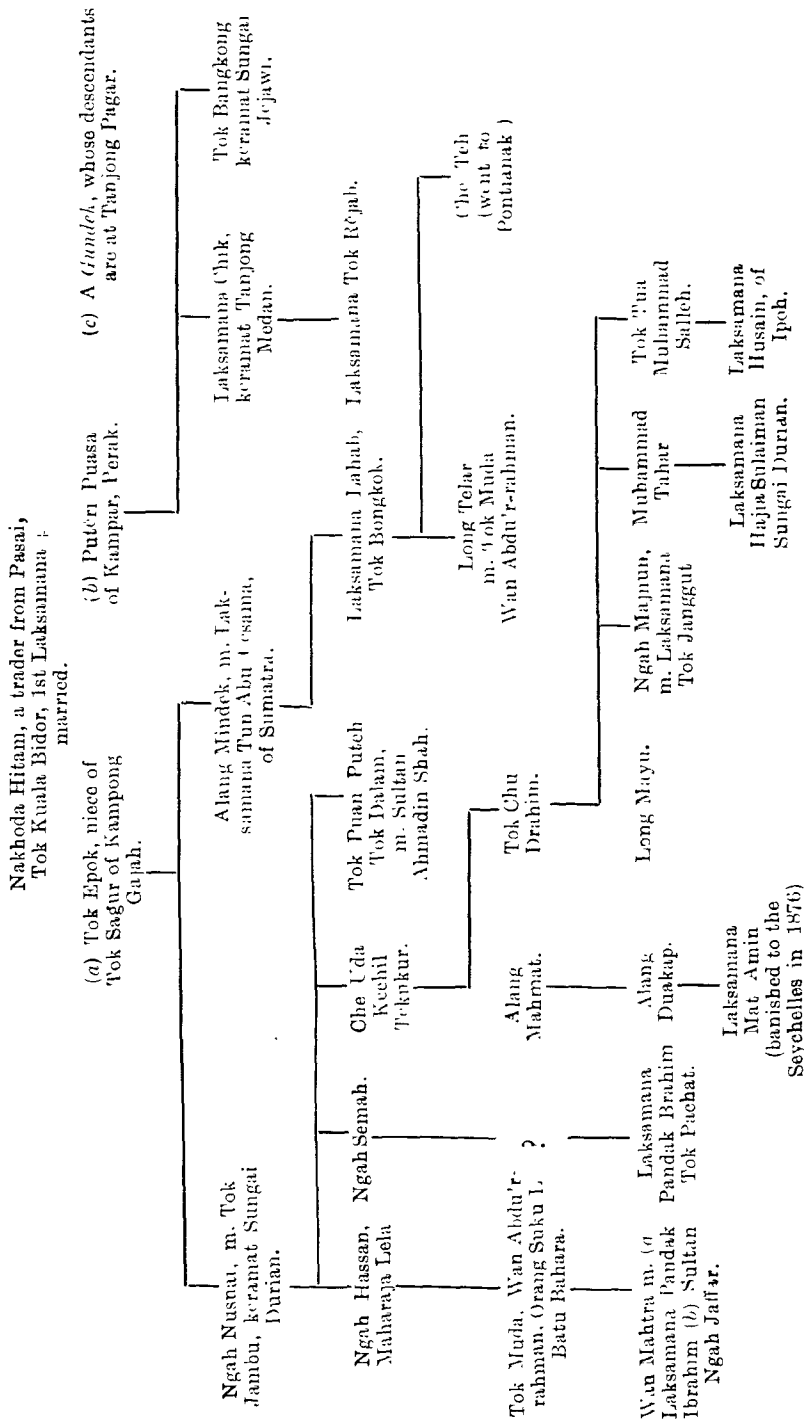 Nakhoda Hitam, a trader from Pasai,
Tok Kuala Bidor, 1st Laksamana ;
married.
(a) Tok Epok, niece of
Tok Sagur of Kampong
Gajah.
(b) Puteri Puasa
of Kampar, Perak.
(c) A Gundek, whose descendants
are at Tanjong Pagar.
Ngah Nusnai, m. Tok
Jambu, keramat Sungai
Durian.
Alang Mindek, m. Lak-
samana Tun Abu
of Sumatra.
Laksamana Chik,
keramat Tanjong
Medan.
Tok Bangkong
keramat Sungai
Jejawi.
Ngah Hassan,
Maharaja Lela
Ngah Semah.
Che Uda
Kechil
Tekukur.
Tok Puan Puteh
Tok Dalam,
m. Sultan
Ahmadin Shah.
Laksamana Lahab,
Tok Bongkok.
Laksamana Tok Rejab.
Tok Muda, Wan Abdu'r-
rahman, Orang Suku L
Batu Bahara.
?
Alang
Mahmat.
Tok Chu
Drahim.
Long Telar
m. Tok Muda
Wan Abdu'r-rahman.
Che Teh
(went to
Pontianak )
Wan Mahtra m. (a
Laksamana Pandak
Ibrahim (b) Sultan
Ngah Jaffar.
Laksamana
Pandak Brahim
Tok Pachat.
Alang
Duakap.
Long Mayu.
Ngah Majnun,
m. Laksamana
Tok Janggut
Muhammad
Tahar
Tok Tua
Muhammad
Salleh.
Laksamana
Mat Amin
(banished to the
Seychelles in 1876)
Laksamana
Hajia Sulaiman
Sungai Durian.
Laksamana
Husain, of
Ipoh.